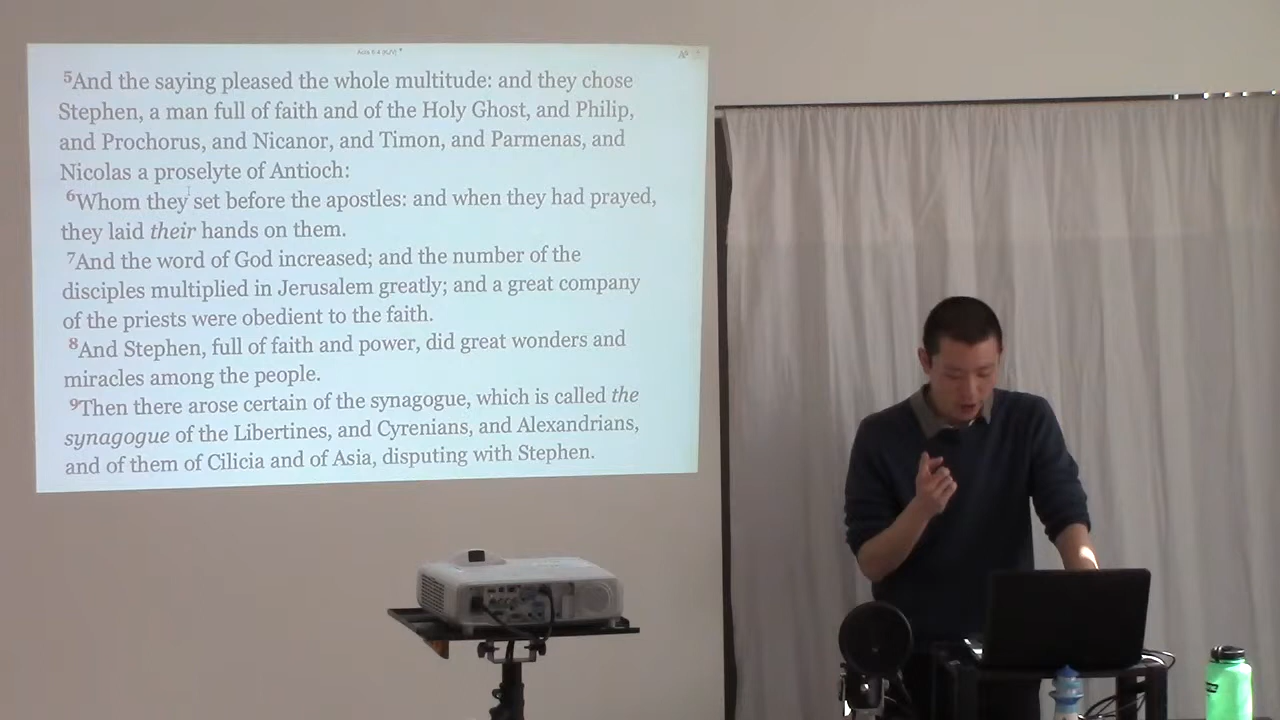 ⁵And the saying pleased the whole multitude: and they chose
Stephen, a man full of faith and of the Holy Ghost, and Philip,
and Prochorus, and Nicanor, and Timon, and Parmenas, and
Nicolas a proselyte of Antioch:
⁶Whom they set before the apostles: and when they had prayed,
they laid their hands on them.
⁷And the word of God increased; and the number of the
disciples multiplied in Jerusalem greatly; and a great company
of the priests were obedient to the faith.
⁸And Stephen, full of faith and power, did great wonders and
miracles among the people.
⁹Then there arose certain of the synagogue, which is called the
synagogue of the Libertines, and Cyrenians, and Alexandrians,
and of them of Cilicia and of Asia, disputing with Stephen.